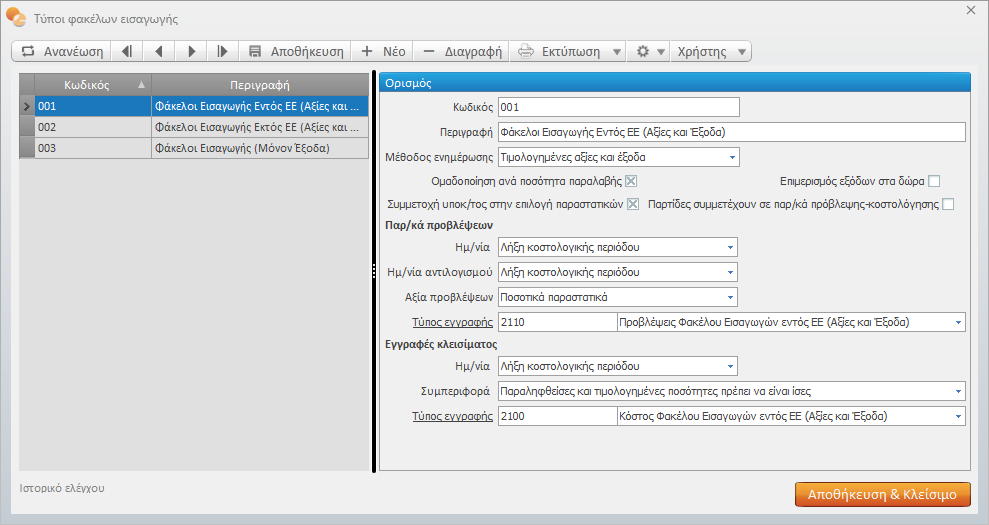 Τύποι φακέλων εισαγωγής
Ανανέωση Αποθήκευση Νέο Διαγραφή Εκτύπωση Χρήστης
Κωδικός Περιγραφή
001 Φάκελοι Εισαγωγής Εντός ΕΕ (Αξίες και ...
002 Φάκελοι Εισαγωγής Εκτός ΕΕ (Αξίες και ...
003 Φάκελοι Εισαγωγής (Μόνον Έξοδα)
Ορισμός
Κωδικός 001
Περιγραφή Φάκελοι Εισαγωγής Εντός ΕΕ (Αξίες και Έξοδα)
Μέθοδος ενημέρωσης Τιμολογημένες αξίες και έξοδα
Ομαδοποίηση ανά ποσότητα παραλαβής Επιμερισμός εξόδων στα δώρα
Συμμετοχή υποκ/τος στην επιλογή παραστατικών Παρτίδες συμμετέχουν σε παρ/κά πρόβλεψης-κοστολόγησης
Παρ/κά προβλέψεων
Ημ/νία Λήξη κοστολογικής περιόδου
Ημ/νία αντιλογισμού Λήξη κοστολογικής περιόδου
Αξία προβλέψεων Ποσοτικά παραστατικά
Τύπος εγγραφής 2110 Προβλέψεις Φακέλου Εισαγωγών εντός ΕΕ (Αξίες και Έξοδα)
Εγγραφές κλεισίματος
Ημ/νία Λήξη κοστολογικής περιόδου
Συμπεριφορά Παραληφθείσες και τιμολογημένες ποσότητες πρέπει να είναι ίσες
Τύπος εγγραφής 2100 Κόστος Φακέλου Εισαγωγών εντός ΕΕ (Αξίες και Έξοδα)
Ιστορικό ελέγχου
Αποθήκευση & Κλείσιμο